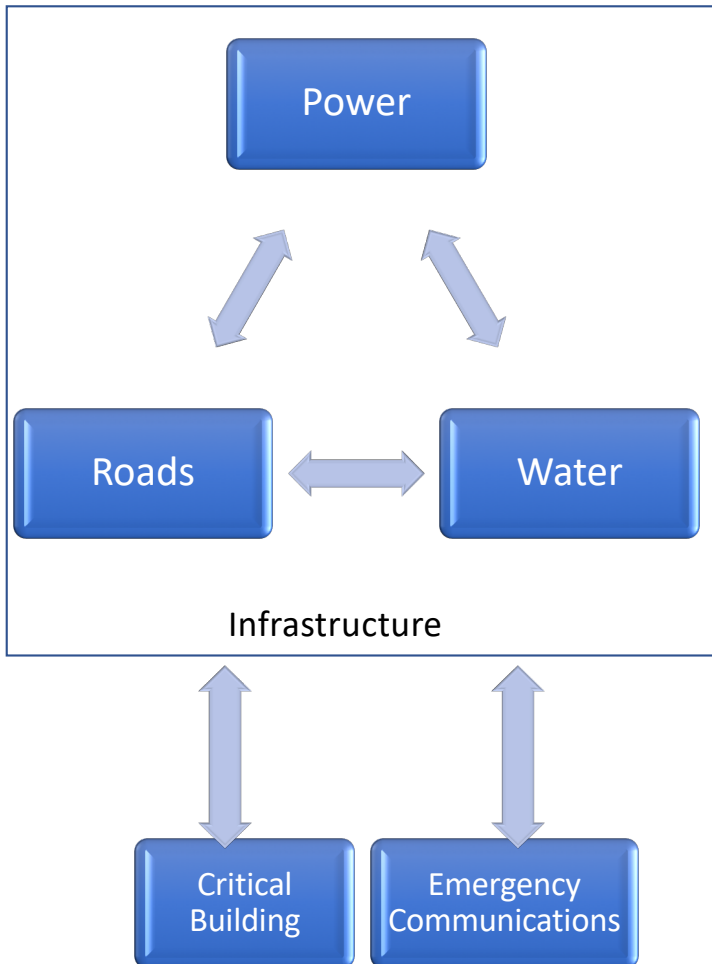 Power
Roads
Water
Infrastructure
Critical
Building
Emergency
Communications